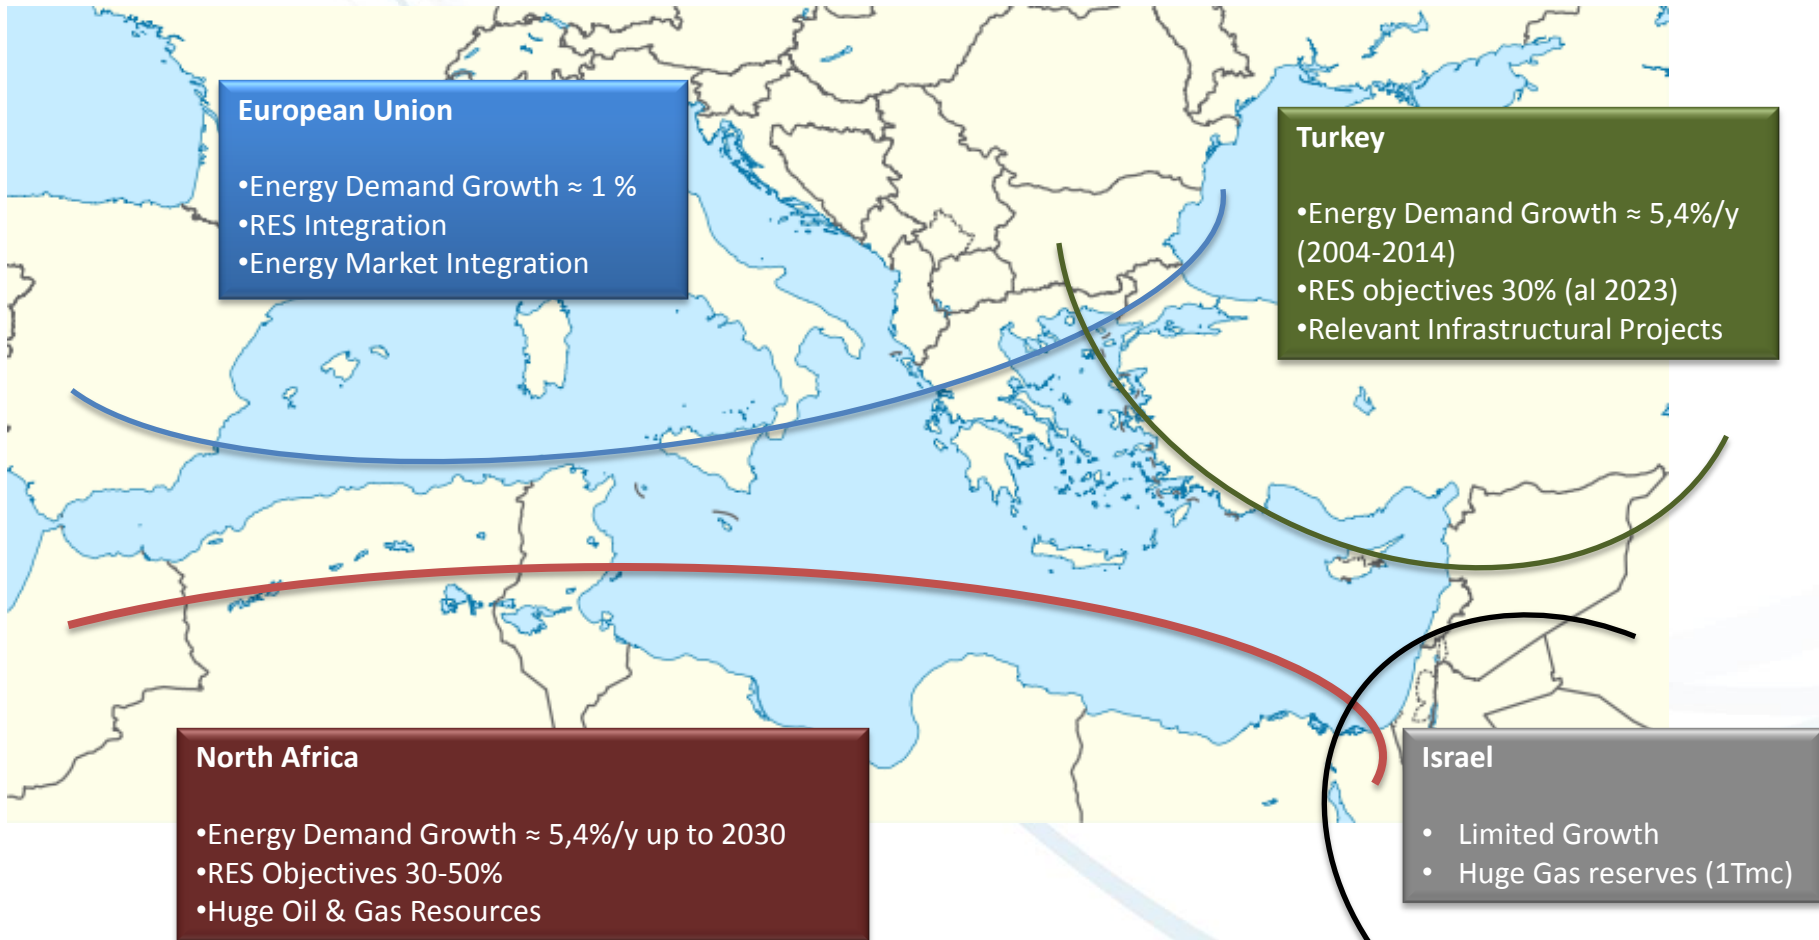 European Union
•Energy Demand Growth ≈ 1 %
•RES Integration
•Energy Market Integration
Turkey
•Energy Demand Growth ≈ 5,4%/y
(2004-2014)
•RES objectives 30% (al 2023)
•Relevant Infrastructural Projects
North Africa
•Energy Demand Growth ≈ 5,4%/y up to 2030
•RES Objectives 30-50%
•Huge Oil & Gas Resources
Israel
• Limited Growth
• Huge Gas reserves (1Tmc)